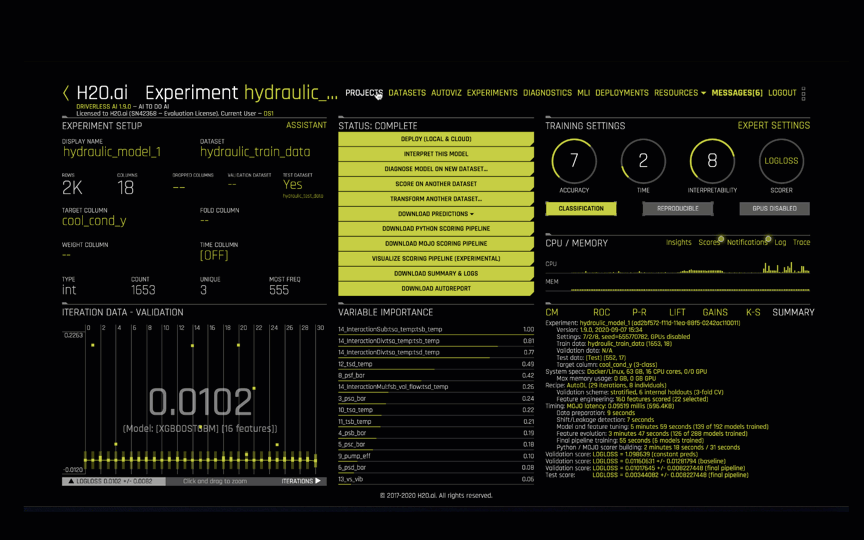 H2O.ai Experiment hydraulic_...
PROJECTS DATASETS AUTOVIZ EXPERIMENTS DIAGNOSTICS MLI DEPLOYMENTS RESOURCES MESSAGES[6] LOGOUT
DRIVERLESS AI 1.9.0 – AI TO DO AI
Licensed to H2O.ai (SN42368 – Evaluation License). Current User – DS1
EXPERIMENT SETUP
ASSISTANT
DISPLAY NAME
DATASET
hydraulic_model_1
hydraulic_train_data
ROWS
COLUMNS
DROPPED COLUMNS
VALIDATION DATASET
TEST DATASET
2K
18
--
--
Yes
hydraulic_test_data
TARGET COLUMN
FOLD COLUMN
cool_cond_y
--
WEIGHT COLUMN
TIME COLUMN
--
[OFF]
TYPE
COUNT
UNIQUE
MOST FREQ
int
1653
3
555
STATUS: COMPLETE
DEPLOY (LOCAL & CLOUD)
INTERPRET THIS MODEL
DIAGNOSE MODEL ON NEW DATASET...
SCORE ON ANOTHER DATASET
TRANSFORM ANOTHER DATASET...
DOWNLOAD PREDICTIONS
DOWNLOAD PYTHON SCORING PIPELINE
DOWNLOAD MOJO SCORING PIPELINE
VISUALIZE SCORING PIPELINE (EXPERIMENTAL)
DOWNLOAD SUMMARY & LOGS
DOWNLOAD AUTOREPORT
TRAINING SETTINGS
EXPERT SETTINGS
7
2
8
LOGLOSS
ACCURACY
TIME
INTERPRETABILITY
SCORER
CLASSIFICATION
REPRODUCIBLE
GPUS DISABLED
CPU / MEMORY
Insights Scores Notifications Log Trace
CPU
MEM
ITERATION DATA - VALIDATION
0 2 4 6 8 10 12 14 16 18 20 22 24 26 28 30
0.2253
0.0102
[Model: (XGBOOSTGBM) [16 features]]
-0.0120
LOGLOSS 0.0102 +/- 0.0082
Click and drag to zoom
ITERATIONS
VARIABLE IMPORTANCE
14_InteractionSub:tsa_temp:tsb_temp 1.00
14_InteractionDiv:tsa_temp:tsb_temp 0.81
14_InteractionDiv:tsa_temp:tsb_temp 0.77
12_tsd_temp 0.49
8_psf_bar 0.42
14_InteractionMul:fsb_vol_flow:tsd_temp 0.26
3_psa_bar 0.24
10_tsa_temp 0.22
11_tsb_temp 0.21
4_psb_bar 0.19
5_psc_bar 0.18
9_pump_eff 0.10
6_psd_bar 0.08
13_vs_vib 0.06
CM ROC P-R LIFT GAINS K-S SUMMARY
Version: 1.9.0, 2020-09-07 15:34
Settings: 7/2/8, seed=655770782, GPUs disabled
Train data: hydraulic_train_data (1653, 18)
Validation data: N/A
Test data: [Test] (552, 17)
Target column: cool_cond_y (3-class)
System specs: Docker/Linux, 63 GB, 16 CPU cores, 0/0 GPU
Max memory usage: 0 GB, 0 GB GPU
Recipe: AutoDL (29 iterations, 8 individuals)
Validation scheme: stratified, 6 internal holdouts (3-fold CV)
Feature engineering: 160 features scored (22 selected)
Timing: MOJO latency: 0.09519 millis (696.4KB)
Data preparation: 9 seconds
Shift/Leakage detection: 7 seconds
Model and feature tuning: 5 minutes 59 seconds (139 of 192 models trained)
Feature evolution: 3 minutes 47 seconds (126 of 288 models trained)
Final pipeline training: 55 seconds (6 models trained)
Python / MOJO scorer building: 2 minutes 18 seconds / 31 seconds
Validation score: LOGLOSS = 1.098639 (constant preds)
Validation score: LOGLOSS = 0.01160631 +/- 0.01281794 (baseline)
Validation score: LOGLOSS = 0.01017645 +/- 0.008227448 (final pipeline)
Test score: LOGLOSS = 0.00344082 +/- 0.008227448 (final pipeline)
© 2017-2020 H2O.ai. All rights reserved.